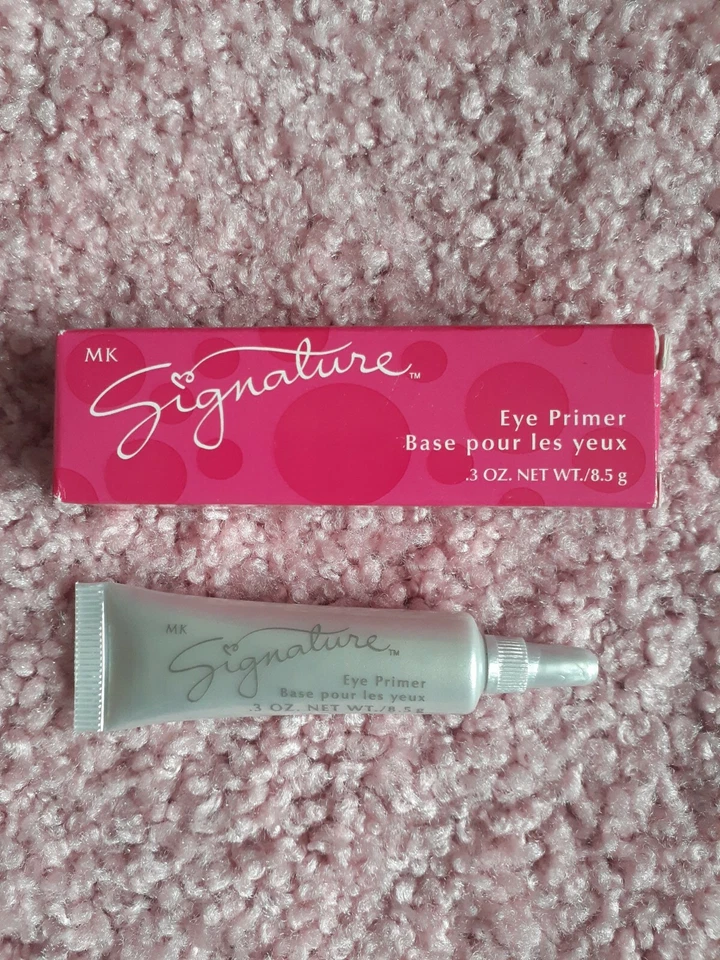 MK
Signature™
Eye Primer
Base pour les yeux
.3 OZ. NET WT./8.5 g
MK
Signature™
Eye Primer
Base pour les yeux
.3 OZ. NET WT./8.5 g